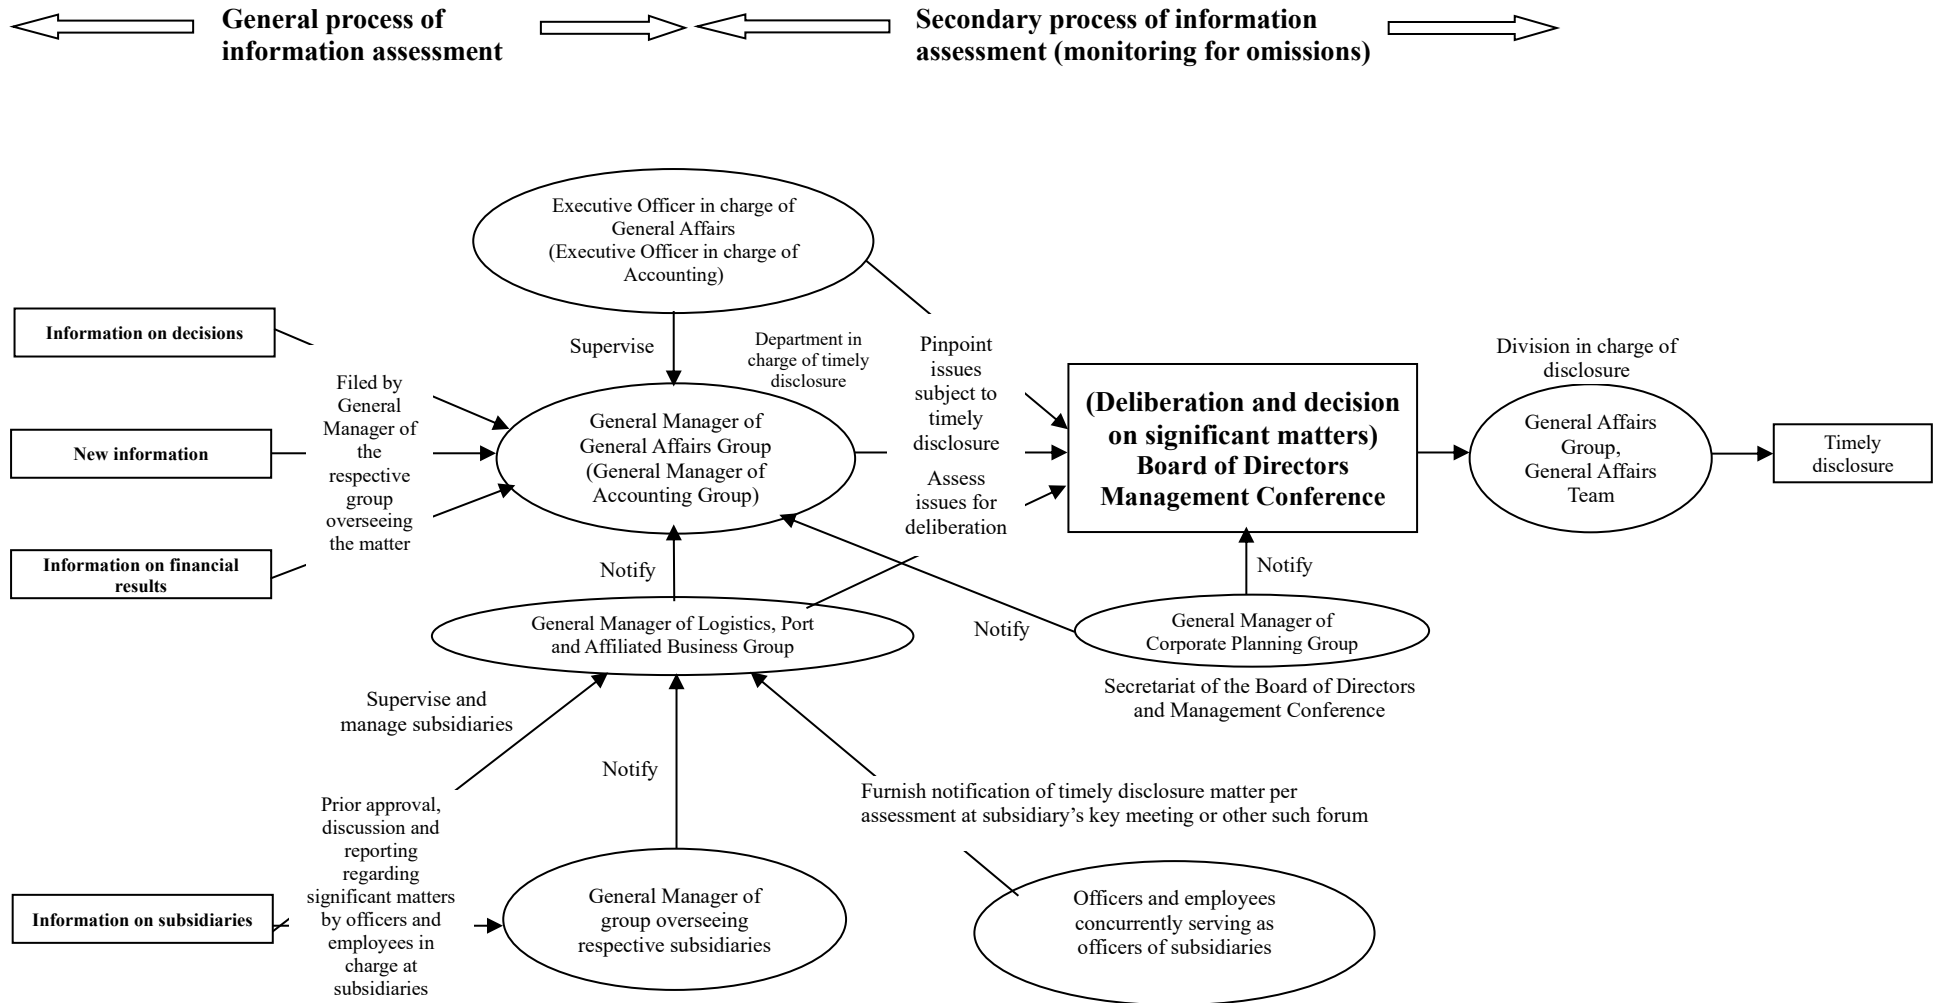 General process of
information assessment
Secondary process of information
assessment (monitoring for omissions)
Executive Officer in charge of
General Affairs
(Executive Officer in charge of
Accounting)
Information on decisions
New information
Information on financial
results
Filed by
General
Manager of
the
respective
group
overseeing
the matter
Supervise
Department in
charge of timely
disclosure
General Manager of
General Affairs Group
(General Manager of
Accounting Group)
Pinpoint
issues
subject to
timely
disclosure
Assess
issues for
deliberation
(Deliberation and decision
on significant matters)
Board of Directors
Management Conference
Division in charge of
disclosure
General Affairs
Group,
General Affairs
Team
Timely
disclosure
Notify
General Manager of Logistics, Port
and Affiliated Business Group
Notify
Notify
General Manager of
Corporate Planning Group
Secretariat of the Board of Directors
and Management Conference
Supervise and
manage subsidiaries
Notify
Furnish notification of timely disclosure matter per
assessment at subsidiary’s key meeting or other such forum
Information on subsidiaries
Prior approval,
discussion and
reporting
regarding
significant matters
by officers and
employees in
charge at
subsidiaries
General Manager of
group overseeing
respective subsidiaries
Officers and employees
concurrently serving as
officers of subsidiaries